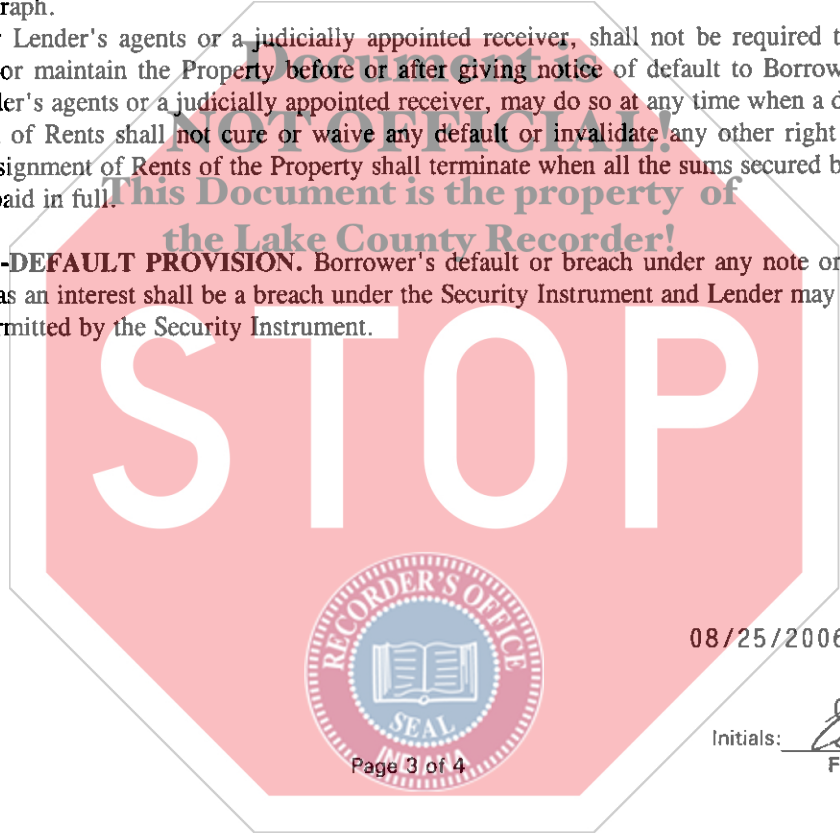 raph.
Lender's agents or a judicially appointed receiver, shall not be required t
or maintain the Property before or after giving notice of default to Borrow
ler's agents or a judicially appointed receiver, may do so at any time when a d
of Rents shall not cure or waive any default or invalidate any other right
signment of Rents of the Property shall terminate when all the sums secured b
paid in full.
Document is
NOT OFFICIAL!
This Document is the property of
the Lake County Recorder!
-DEFAULT PROVISION. Borrower's default or breach under any note or
as an interest shall be a breach under the Security Instrument and Lender may
rmitted by the Security Instrument.
STOP
RECORDER'S OFFICE
SEAL
INDIANA
08/25/2006
Initials:
F
Page 3 of 4